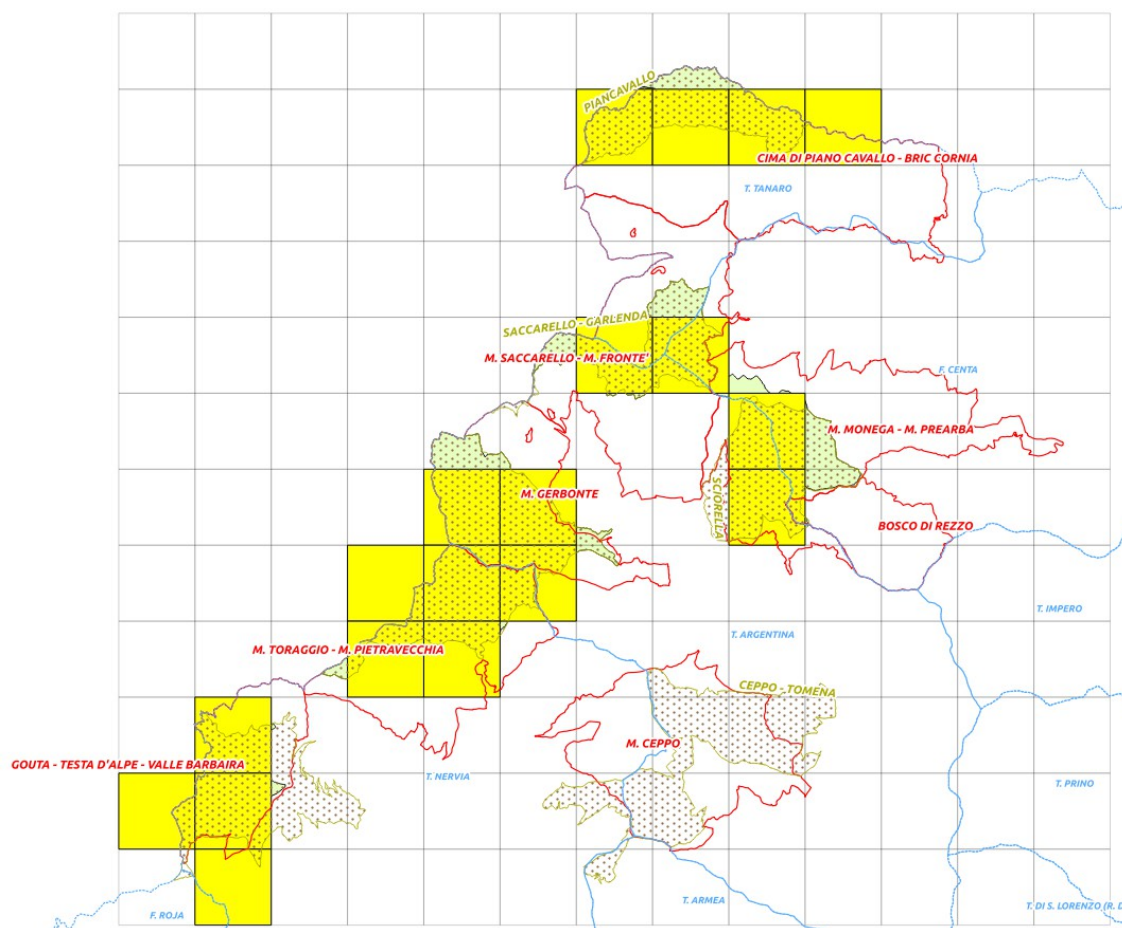 PIANCAVALLO
CIMA DI PIANO CAVALLO - BRIC CORNIA
T. TANARO
SACCARELLO - GARLENDA
M. SACCARELLO - M. FRONTE'
F. CENTA
M. MONEGA - M. PREARBA
SCIORELLA
M. GERBONTE
BOSCO DI REZZO
T. IMPERO
T. ARGENTINA
M. TORAGGIO - M. PIETRAVECCHIA
CEPPO - TOMENA
M. CEPPO
GOUTA - TESTA D'ALPE - VALLE BARBAIRA
T. NERVIA
T. PRINO
T. ARMEA
T. DI S. LORENZO (R. D
F. ROJA